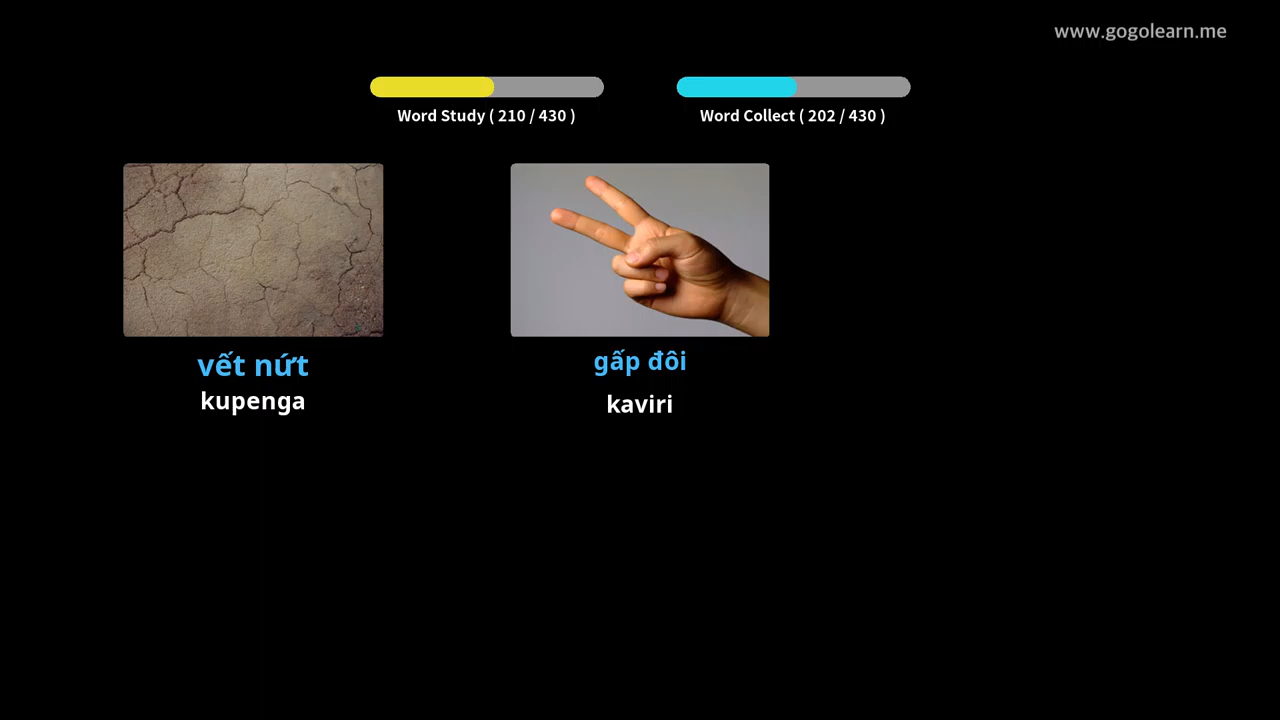 www.gogolearn.me
Word Study ( 210 / 430 )
Word Collect ( 202 / 430 )
vết nứt
kupenga
gấp đôi
kaviri